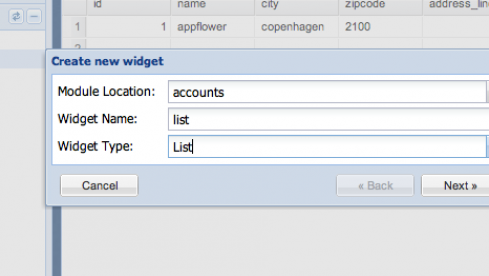 id name city zipcode address_line
1 1 appflower copenhagen 2100
2
Create new widget
Module Location: accounts
Widget Name: list
Widget Type: List
Cancel « Back Next »